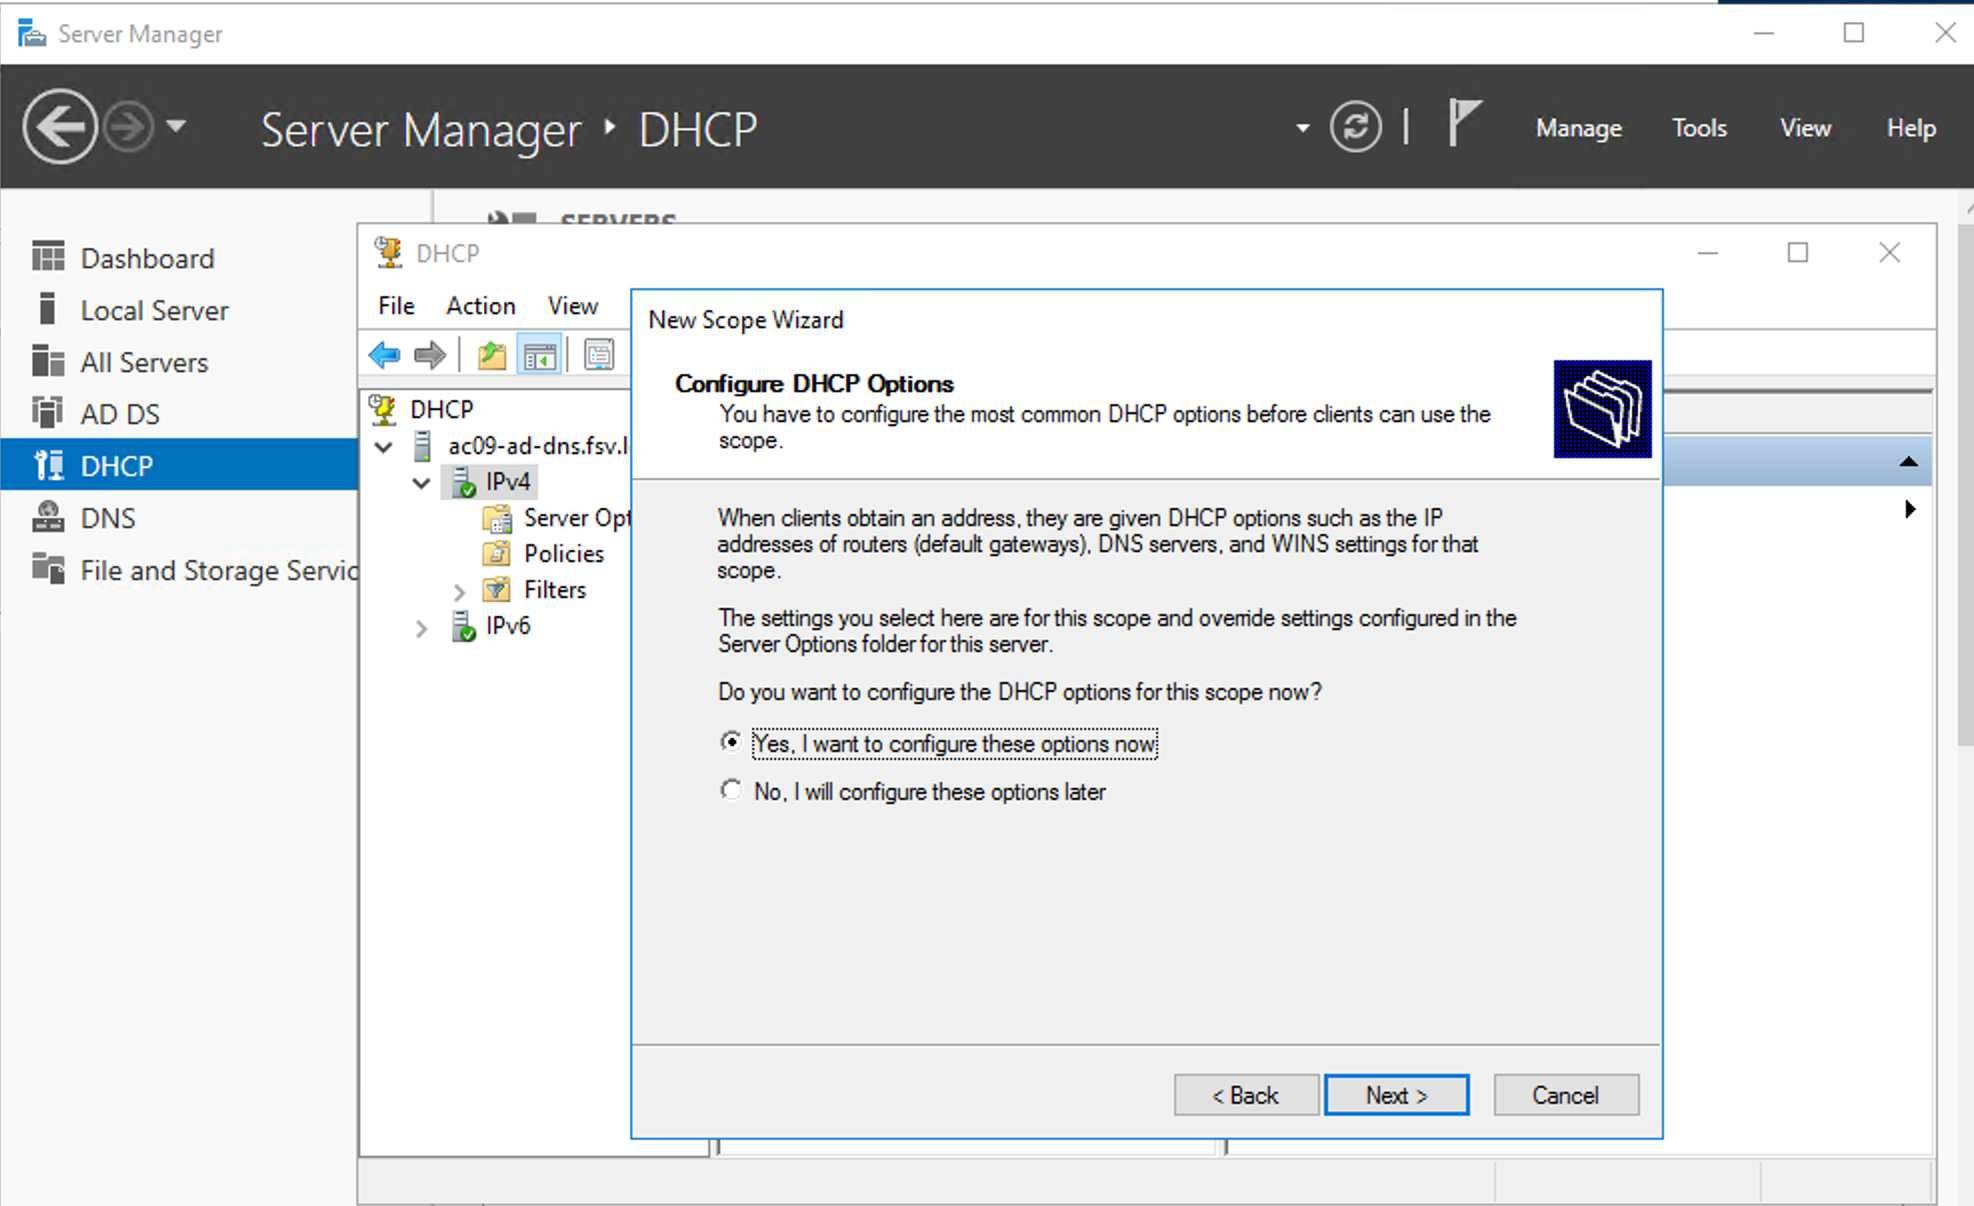 Server Manager
Server Manager ‣ DHCP
Manage Tools View Help
Dashboard
Local Server
All Servers
AD DS
DHCP
DNS
File and Storage Servic
SERVERS
DHCP
File Action View
DHCP
ac09-ad-dns.fsv.l
IPv4
Server Opt
Policies
Filters
IPv6
New Scope Wizard
Configure DHCP Options
You have to configure the most common DHCP options before clients can use the
scope.
When clients obtain an address, they are given DHCP options such as the IP
addresses of routers (default gateways), DNS servers, and WINS settings for that
scope.
The settings you select here are for this scope and override settings configured in the
Server Options folder for this server.
Do you want to configure the DHCP options for this scope now?
Yes, I want to configure these options now
No, I will configure these options later
< Back Next > Cancel